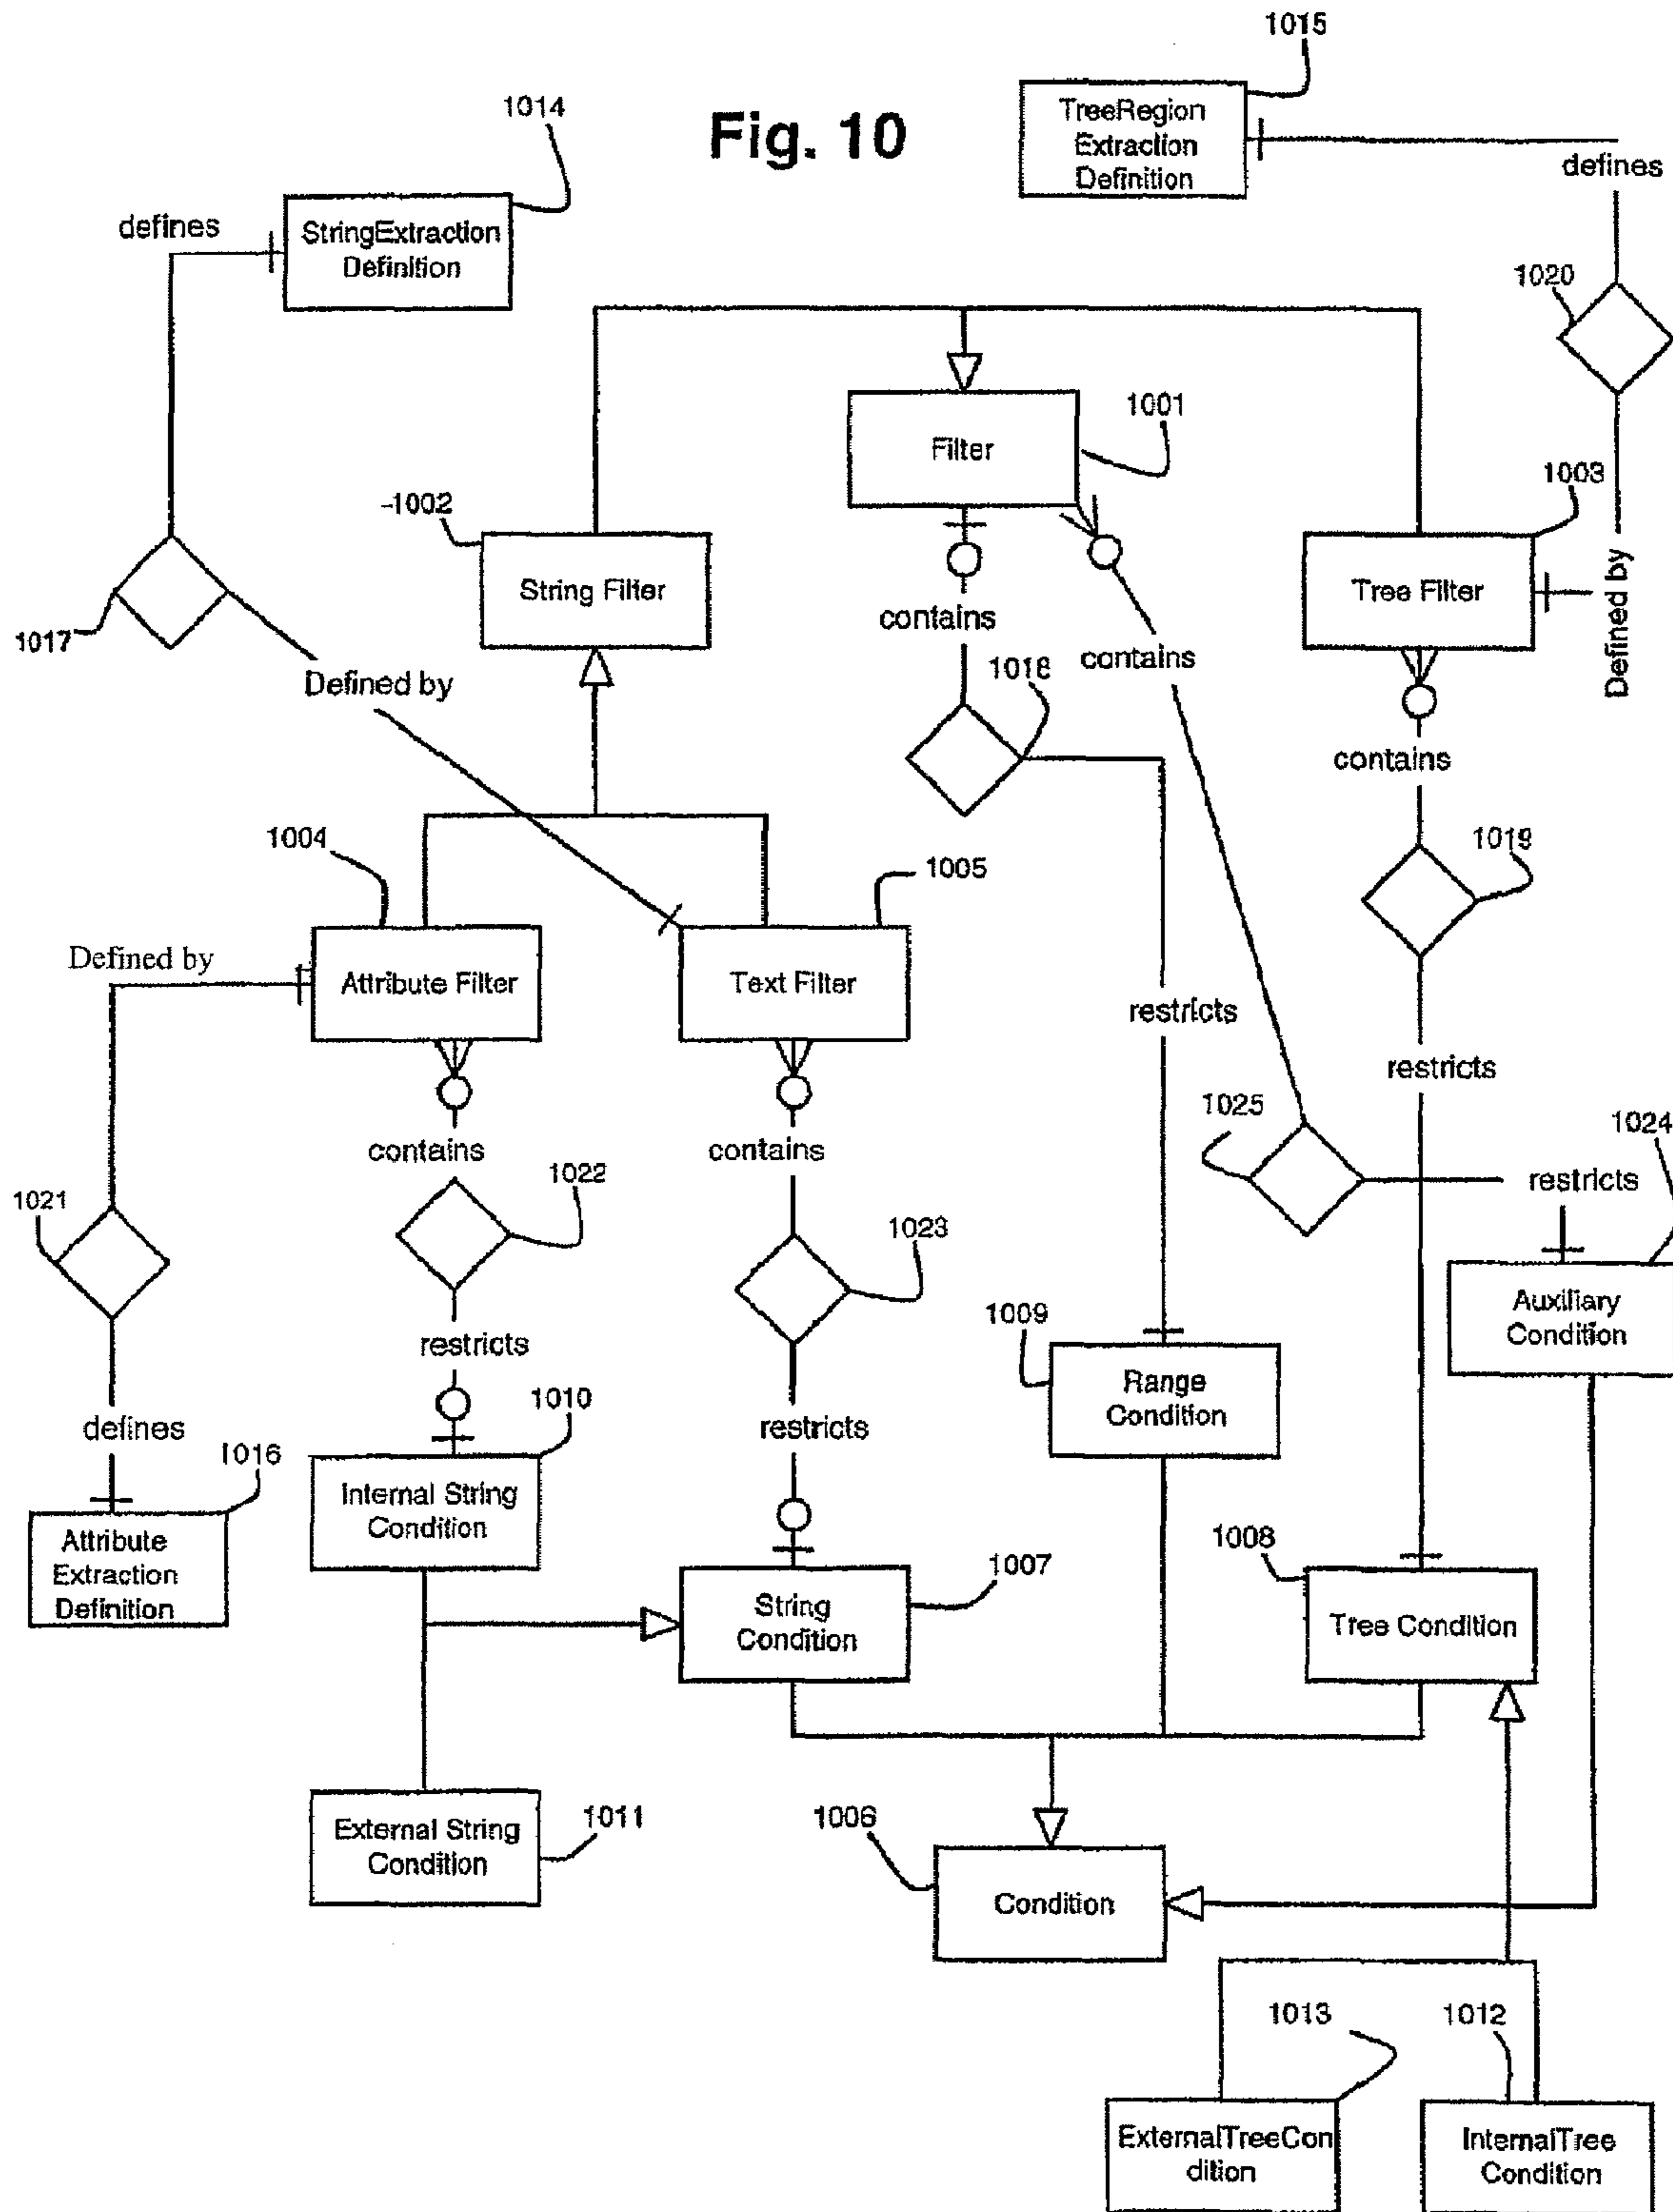 1015
TreeRegion
Extraction
Definition
Fig. 10
1014
defines
defines
StringExtraction
Definition
1020
1001
Filter
1003
-1002
String Filter
Tree Filter
Defined by
contains
1017
contains
1018
Defined by
contains
1004
1005
1019
Defined by
Attribute Filter
Text Filter
restricts
restricts
1025
1024
contains
contains
1022
restricts
1021
1023
Auxiliary
Condition
1009
restricts
Range
Condition
1010
defines
restricts
1016
Internal String
Condition
1008
Attribute
Extraction
Definition
1007
String
Condition
Tree Condition
External String
Condition
1011
1006
Condition
1013
1012
ExternalTreeCon
dition
InternalTree
Condition